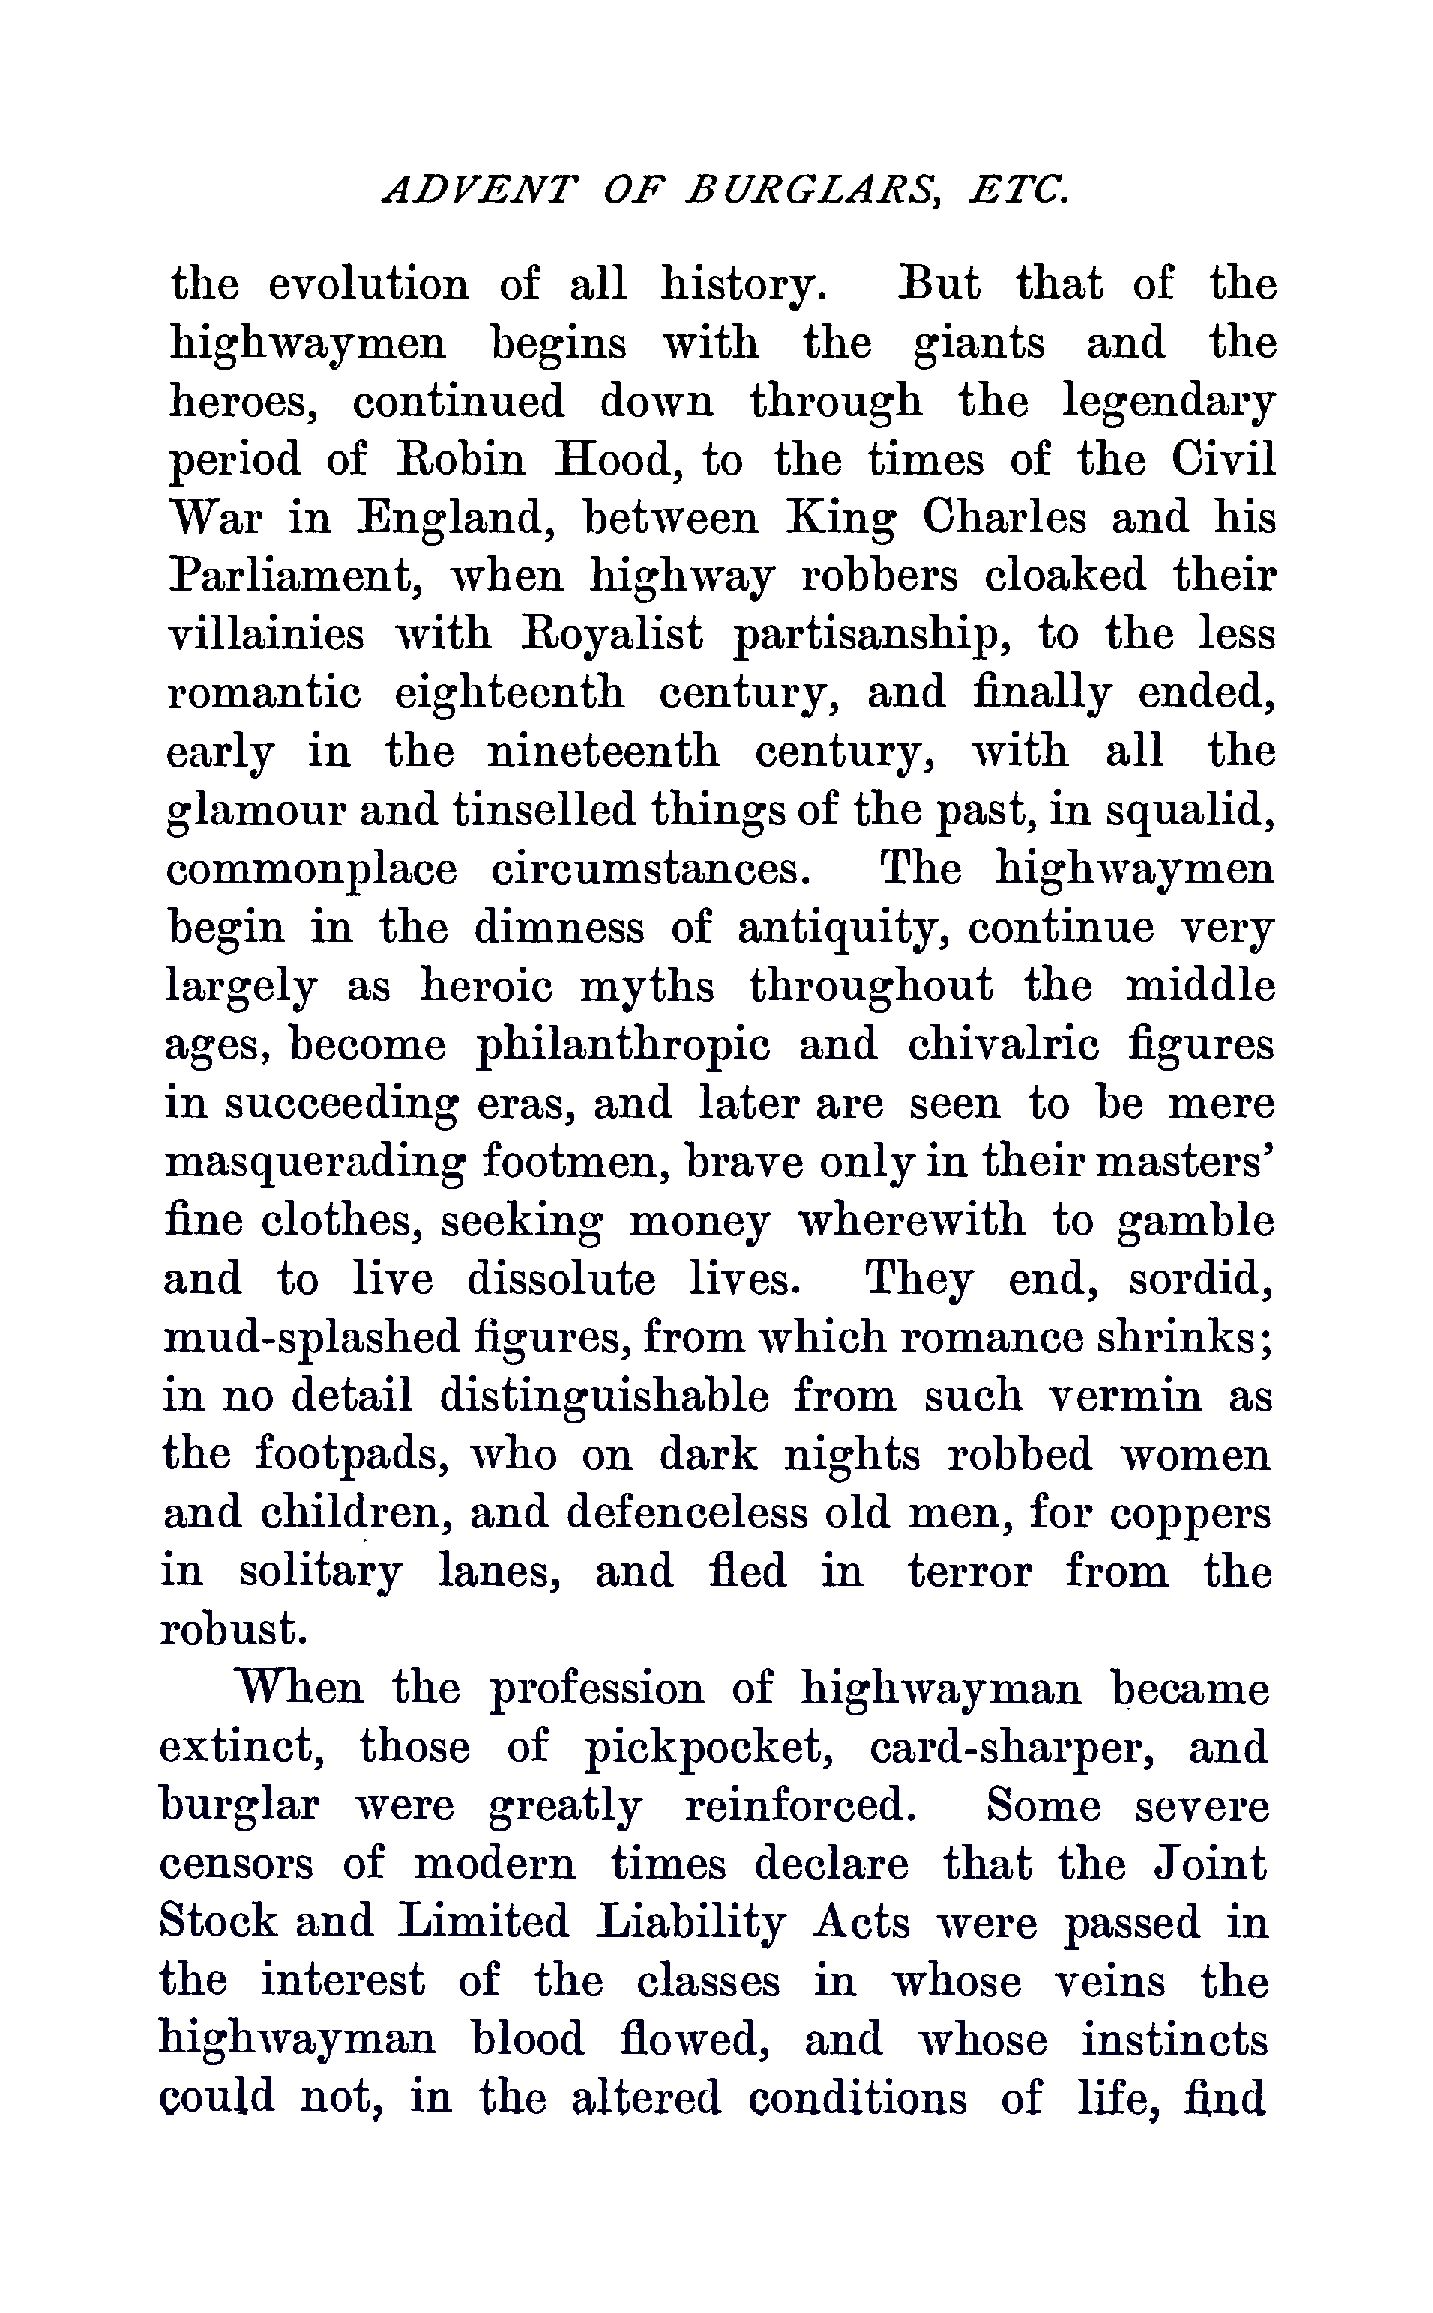 ADVENT OF BURGLARS, ETC.
the evolution of all history. But that of the
highwaymen begins with the giants and the
heroes, continued down through the legendary
period of Robin Hood, to the times of the Civil
War in England, between King Charles and his
Parliament, when highway robbers cloaked their
villainies with Royalist partisanship, to the less
romantic eighteenth century, and finally ended,
early in the nineteenth century, with all the
glamour and tinselled things of the past, in squalid,
commonplace circumstances. The highwaymen
begin in the dimness of antiquity, continue very
largely as heroic myths throughout the middle
ages, become philanthropic and chivalric figures
in succeeding eras, and later are seen to be mere
masquerading footmen, brave only in their masters’
fine clothes, seeking money wherewith to gamble
and to live dissolute lives. They end, sordid,
mud-splashed figures, from which romance shrinks;
in no detail distinguishable from such vermin as
the footpads, who on dark nights robbed women
and children, and defenceless old men, for coppers
in solitary lanes, and fled in terror from the
robust.
When the profession of highwayman became
extinct, those of pickpocket, card-sharper, and
burglar were greatly reinforced. Some severe
censors of modern times declare that the Joint
Stock and Limited Liability Acts were passed in
the interest of the classes in whose veins the
highwayman blood flowed, and whose instincts
could not, in the altered conditions of life, find